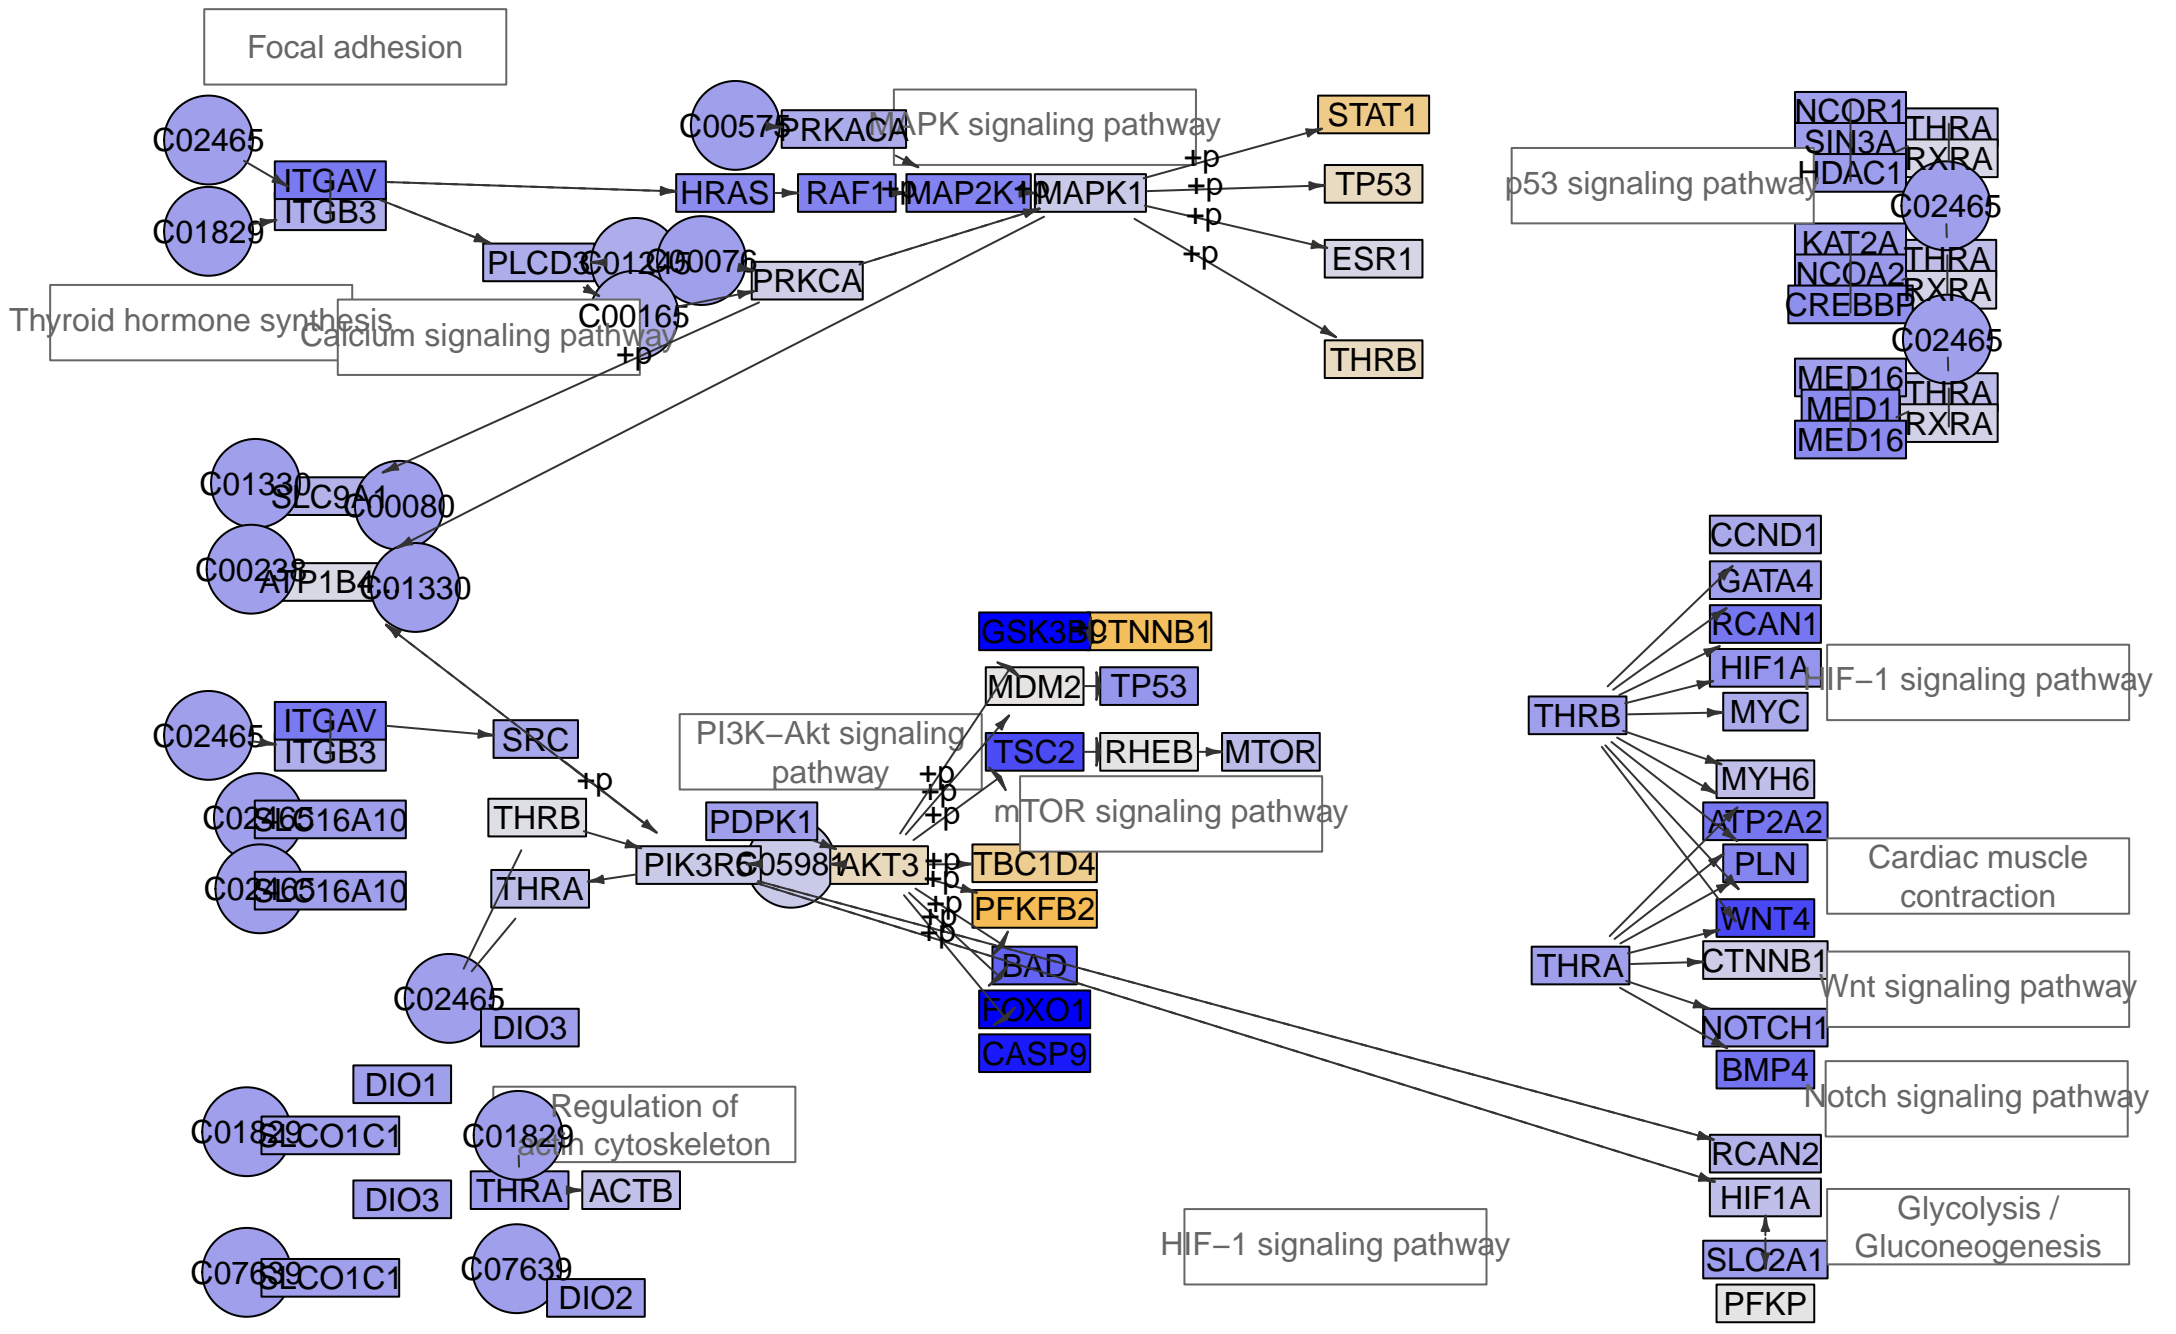 Focal adhesion
C02465
ITGAV
ITGB3
C01829
C00575
PRKACA
MAPK signaling pathway
HRAS
RAF1
+p
MAP2K1
+p
MAPK1
+p
+p
+p
+p
STAT1
TP53
ESR1
THRB
PLCD3
C01245
C00076
PRKCA
C00165
Thyroid hormone synthesis
Calcium signaling pathway
+p
p53 signaling pathway
NCOR1
SIN3A
HDAC1
THRA
RXRA
C02465
KAT2A
NCOA2
CREBBP
THRA
RXRA
C02465
MED16
MED1
MED16
THRA
RXRA
C01330
SLC9A1
C00080
C00238
ATP1B4
C01330
CCND1
GATA4
RCAN1
HIF1A
HIF−1 signaling pathway
MYC
THRB
MYH6
ATP2A2
PLN
Cardiac muscle
contraction
WNT4
THRA
CTNNB1
Wnt signaling pathway
NOTCH1
BMP4
Notch signaling pathway
GSK3B
CTNNB1
MDM2
TP53
TSC2
RHEB
MTOR
PI3K−Akt signaling
pathway
mTOR signaling pathway
+p
+p
+p
C02465
ITGAV
ITGB3
SRC
+p
C02465
SLC16A10
C02465
SLC16A10
THRB
THRA
PIK3R6
PDPK1
C05981
AKT3
+p
+p
+p
+p
+p
TBC1D4
PFKFB2
BAD
FOXO1
CASP9
C02465
DIO3
DIO1
C01829
SLCO1C1
DIO3
C07639
SLCO1C1
Regulation of
actin cytoskeleton
C01829
THRA
ACTB
C07639
DIO2
HIF−1 signaling pathway
RCAN2
HIF1A
SLC2A1
PFKP
Glycolysis /
Gluconeogenesis